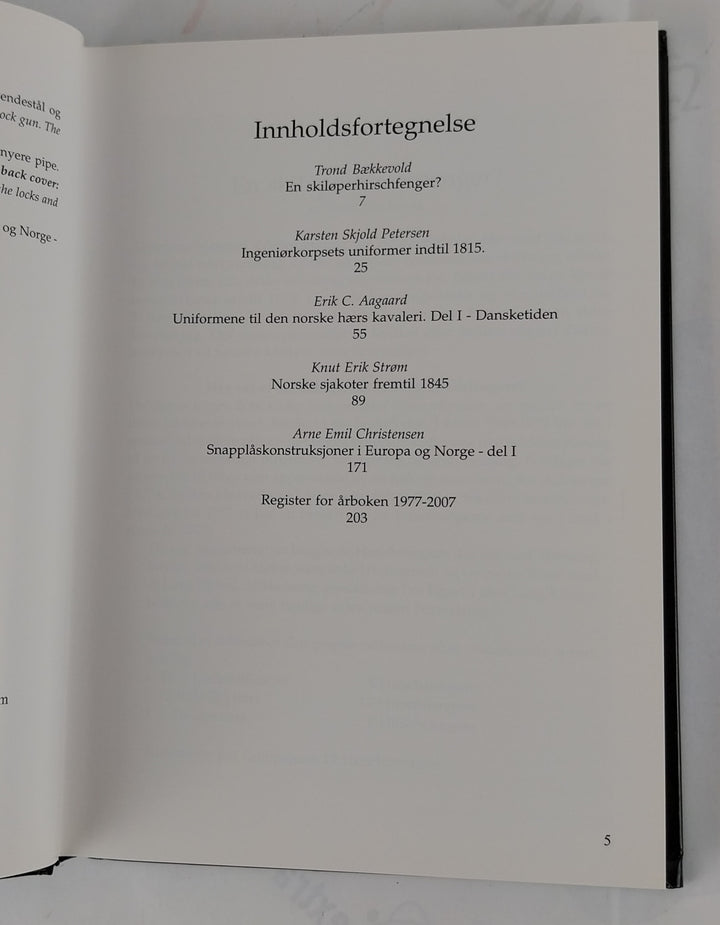 endestål og
ock gun. The
nyere pipe.
back cover:
he locks and
og Norge -
m
Innholdsfortegnelse
Trond Bækkevold
En skiløperhirschfenger?
7
Karsten Skjold Petersen
Ingeniørkorpsets uniformer indtil 1815.
25
Erik C. Aagaard
Uniformene til den norske hærs kavaleri. Del I - Dansketiden
55
Knut Erik Strøm
Norske sjakoter fremtil 1845
89
Arne Emil Christensen
Snapplåskonstruksjoner i Europa og Norge - del I
171
Register for årboken 1977-2007
203
5